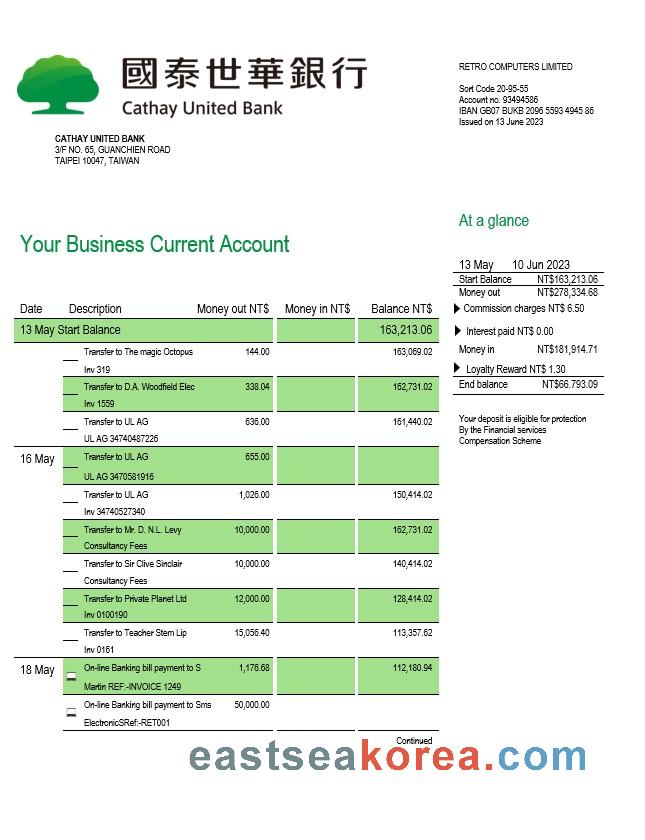 國泰世華銀行
Cathay United Bank
CATHAY UNITED BANK
3/F NO. 65, GUANCHIEN ROAD
TAIPEI 10047, TAIWAN
RETRO COMPUTERS LIMITED
Sort Code 20-95-55
Account no. 93494586
IBAN GB07 BUKB 2096 5593 4945 86
Issued on 13 June 2023
Your Business Current Account
At a glance
13 May 10 Jun 2023
Start Balance NT$163,213.06
Money out NT$278,334.68
Commission charges NT$ 6.50
Interest paid NT$ 0.00
Money in NT$181,914.71
Loyalty Reward NT$ 1.30
End balance NT$66.793.09
Your deposit is eligible for protection
By the Financial services
Compensation Scheme
Date Description Money out NT$ Money in NT$ Balance NT$
13 May Start Balance 163,213.06
Transfer to The magic Octopus 144.00 163,069.02
Inv 319
Transfer to D.A. Woodfield Elec 338.04 162,731.02
Inv 1559
Transfer to UL AG 636.00 161,440.02
UL AG 34740487226
16 May Transfer to UL AG 655.00
UL AG 3470581916
Transfer to UL AG 1,026.00 150,414.02
Inv 34740527340
Transfer to Mr. D. N.L. Levy 10,000.00 162,731.02
Consultancy Fees
Transfer to Sir Clive Sinclair 10,000.00 140,414.02
Consultancy Fees
Transfer to Private Planet Ltd 12,000.00 128,414.02
Inv 0100190
Transfer to Teacher Stem Lip 15,056.40 113,357.62
Inv 0161
18 May On-line Banking bill payment to S 1,176.68 112,180.94
Martin REF:-INVOICE 1249
On-line Banking bill payment to Sms 50,000.00
ElectronicSRef:-RET001
Continued
eastseakorea.com